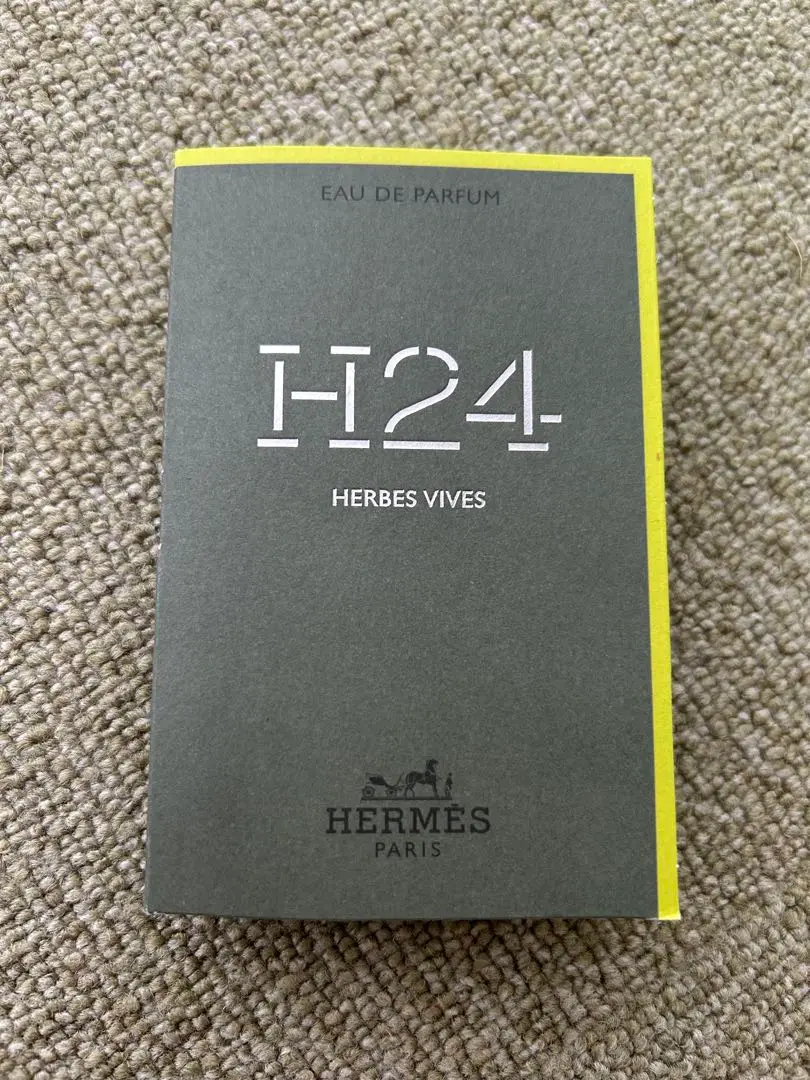 EAU DE PARFUM
H24
HERBES VIVES
HERMÈS
PARIS